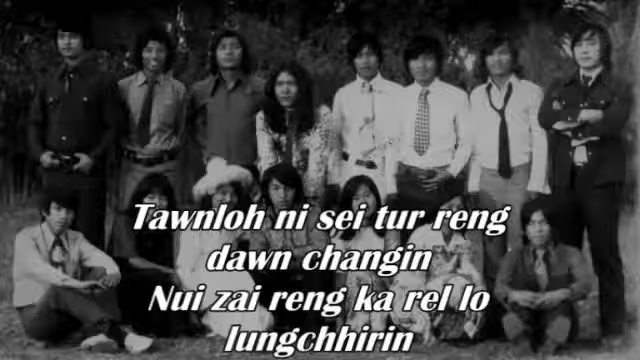 Tawnloh ni sei tur reng
dawn changin
Nui zai reng ka rel lo
lungchhirin